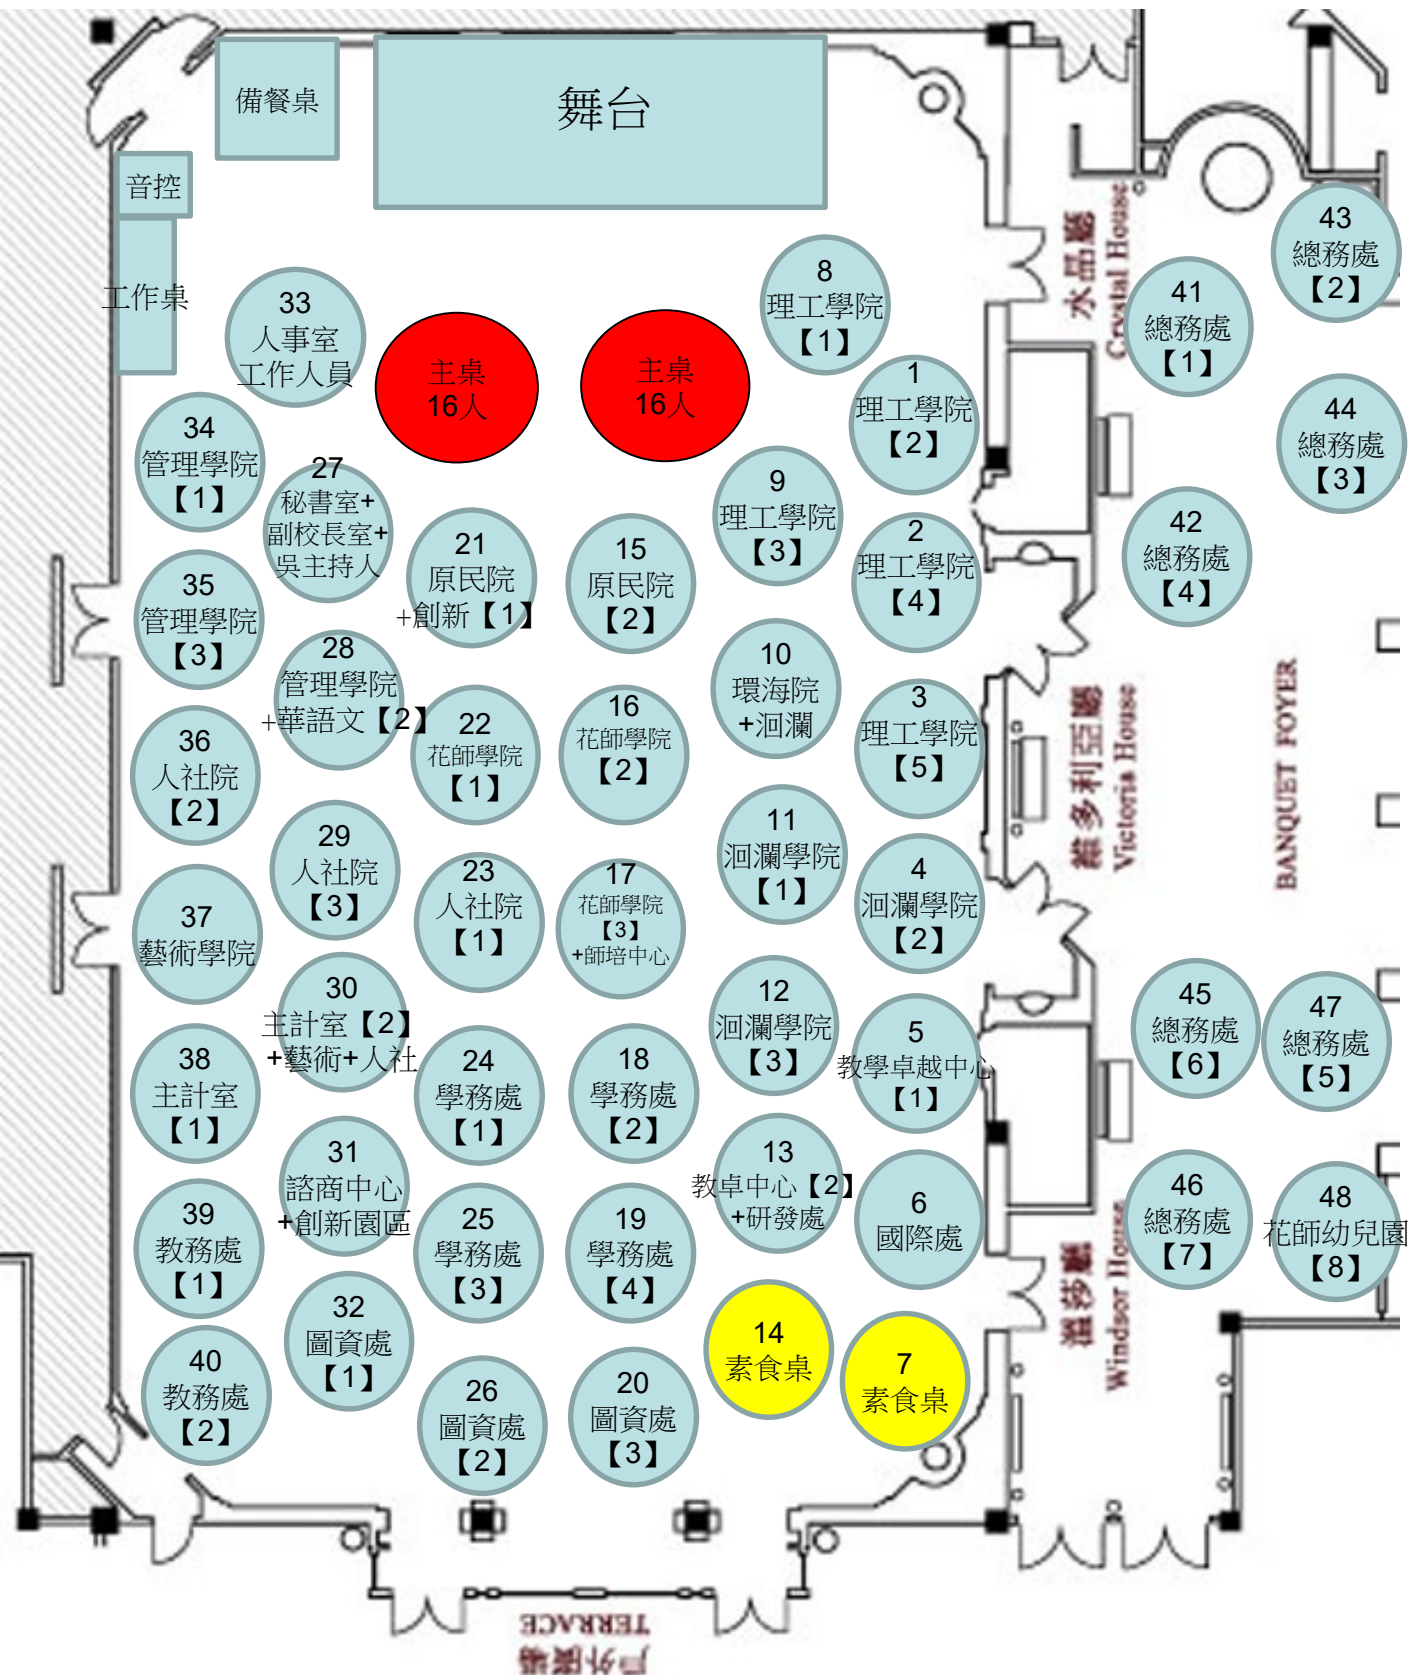 備餐桌
舞台
音控
工作桌
33
人事室
工作人員
主桌
16人
主桌
16人
8
理工學院
【1】
1
理工學院
【2】
43
總務處
【2】
41
總務處
【1】
水晶廳
Crystal House
44
總務處
【3】
34
管理學院
【1】
27
秘書室+
副校長室+
吳主持人
21
原民院
+創新【1】
15
原民院
【2】
9
理工學院
【3】
2
理工學院
【4】
42
總務處
【4】
35
管理學院
【3】
28
管理學院
+華語文【2】
22
花師學院
【1】
16
花師學院
【2】
10
環海院
+洄瀾
3
理工學院
【5】
維多利亞廳
Victoria House
BANQUET FOYER
36
人社院
【2】
29
人社院
【3】
23
人社院
【1】
17
花師學院
【3】
+師培中心
11
洄瀾學院
【1】
4
洄瀾學院
【2】
37
藝術學院
30
主計室【2】
+藝術+人社
24
學務處
【1】
18
學務處
【2】
12
洄瀾學院
【3】
5
教學卓越中心
【1】
45
總務處
【6】
47
總務處
【5】
38
主計室
【1】
31
諮商中心
+創新園區
25
學務處
【3】
19
學務處
【4】
13
教卓中心【2】
+研發處
6
國際處
46
總務處
【7】
48
花師幼兒園
【8】
溫莎廳
Windsor House
39
教務處
【1】
32
圖資處
【1】
26
圖資處
【2】
20
圖資處
【3】
14
素食桌
7
素食桌
40
教務處
【2】
TERRACE
戶外廣場